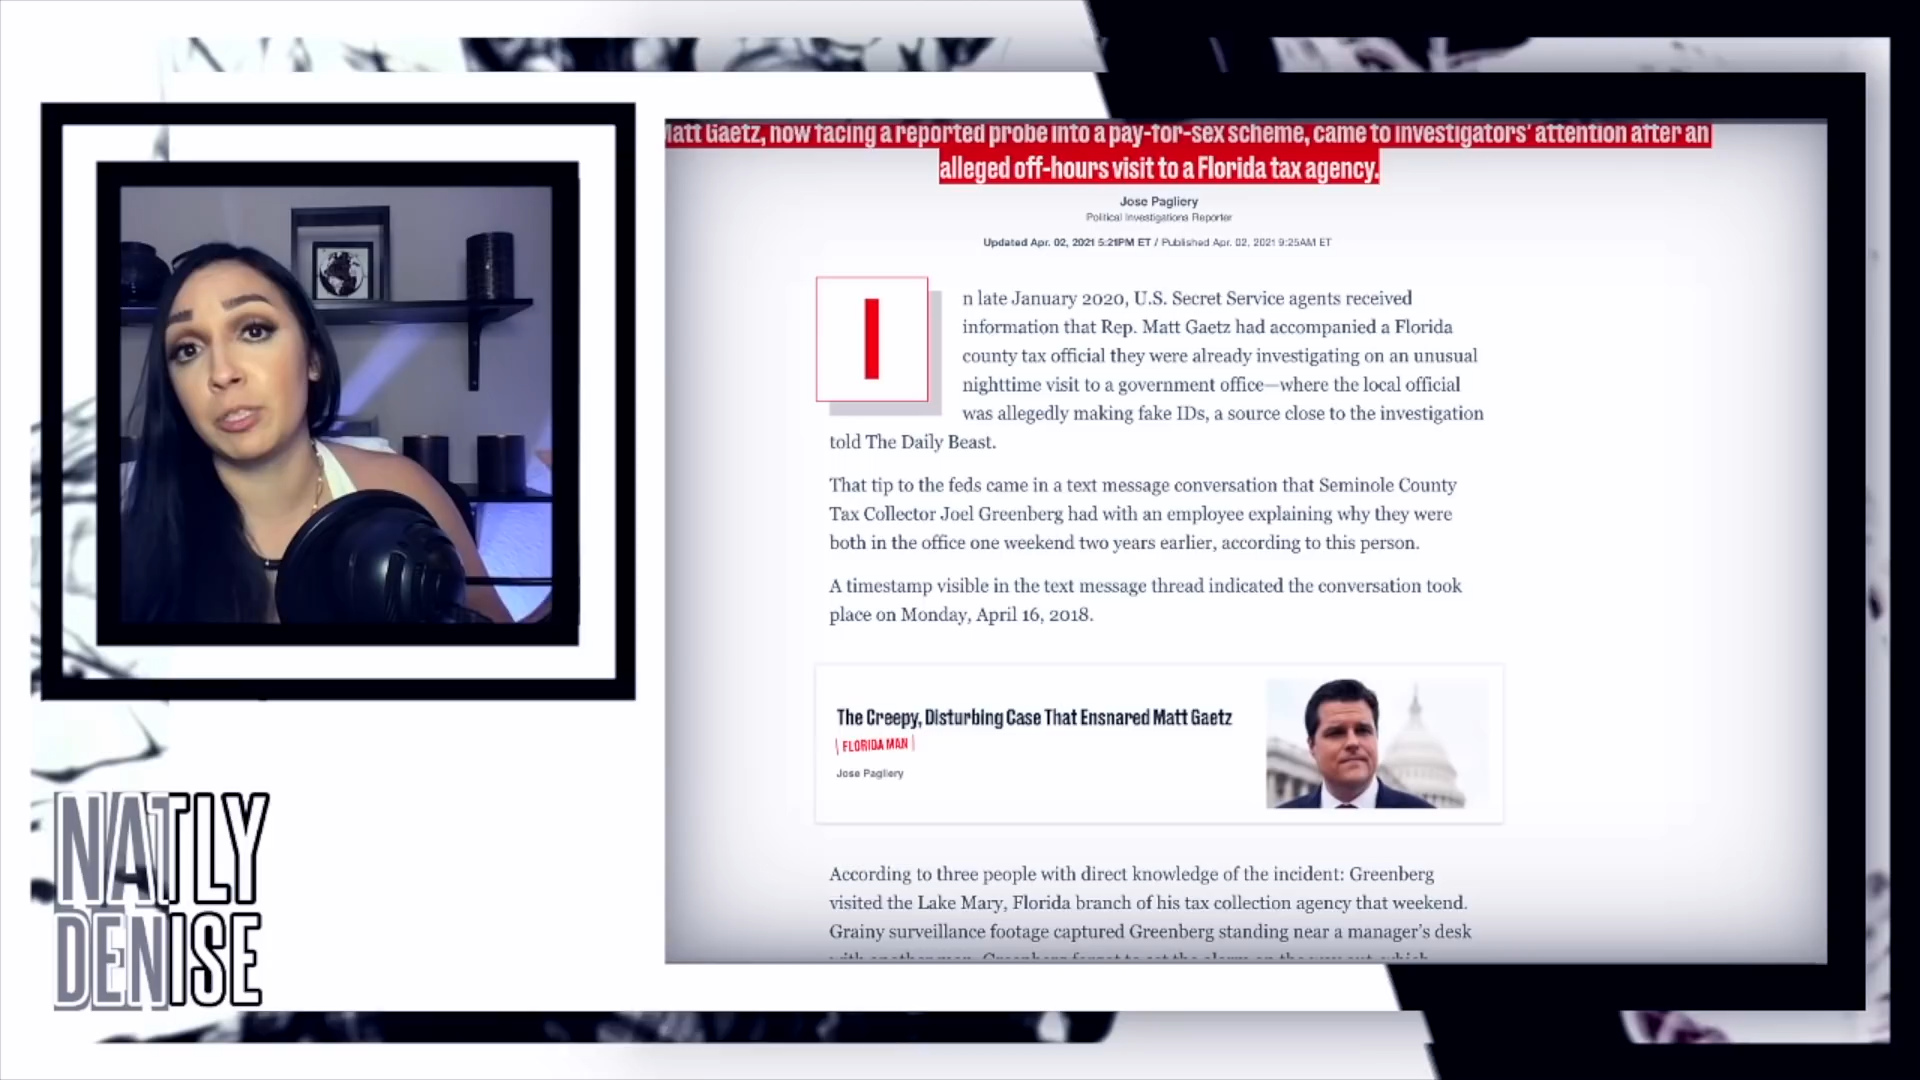 Matt Gaetz, now facing a reported probe into a pay-for-sex scheme, came to investigators' attention after an
alleged off-hours visit to a Florida tax agency.
Jose Pagliery
Political Investigations Reporter
Updated Apr. 02, 2021 5:21PM ET / Published Apr. 02, 2021 9:25AM ET
In late January 2020, U.S. Secret Service agents received
information that Rep. Matt Gaetz had accompanied a Florida
county tax official they were already investigating on an unusual
nighttime visit to a government office—where the local official
was allegedly making fake IDs, a source close to the investigation
told The Daily Beast.
That tip to the feds came in a text message conversation that Seminole County
Tax Collector Joel Greenberg had with an employee explaining why they were
both in the office one weekend two years earlier, according to this person.
A timestamp visible in the text message thread indicated the conversation took
place on Monday, April 16, 2018.
The Creepy, Disturbing Case That Ensnared Matt Gaetz
FLORIDA MAN
Jose Pagliery
According to three people with direct knowledge of the incident: Greenberg
visited the Lake Mary, Florida branch of his tax collection agency that weekend.
Grainy surveillance footage captured Greenberg standing near a manager's desk
NATLY
DENISE